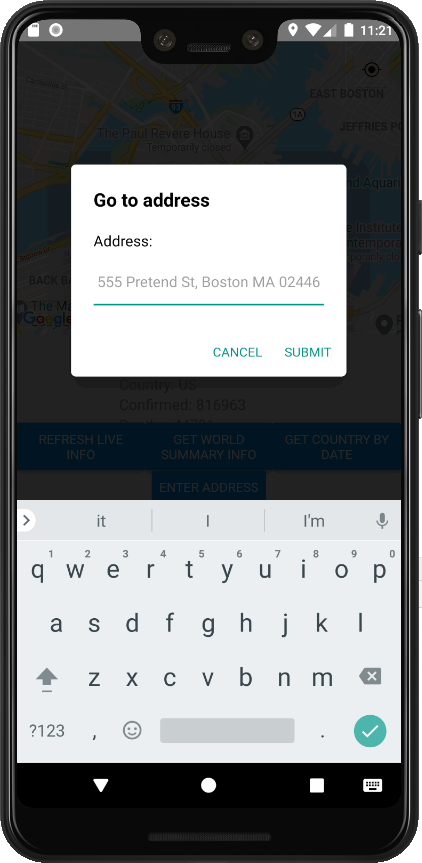 11:21
EAST BOSTON
1A
JEFFRIES
The Paul Revere House
Temporarily closed
Go to address
Address:
555 Pretend St, Boston MA 02446
CANCEL
SUBMIT
BACK
The
Google
Country: US
Confirmed: 816963
REFRESH LIVE
INFO
GET WORLD
SUMMARY INFO
GET COUNTRY BY
DATE
ENTER ADDRESS
it
I
I'm
1 2 3 4 5 6 7 8 9 0
q w e r t y u i o p
a s d f g h j k l
z x c v b n m
?123
,
.